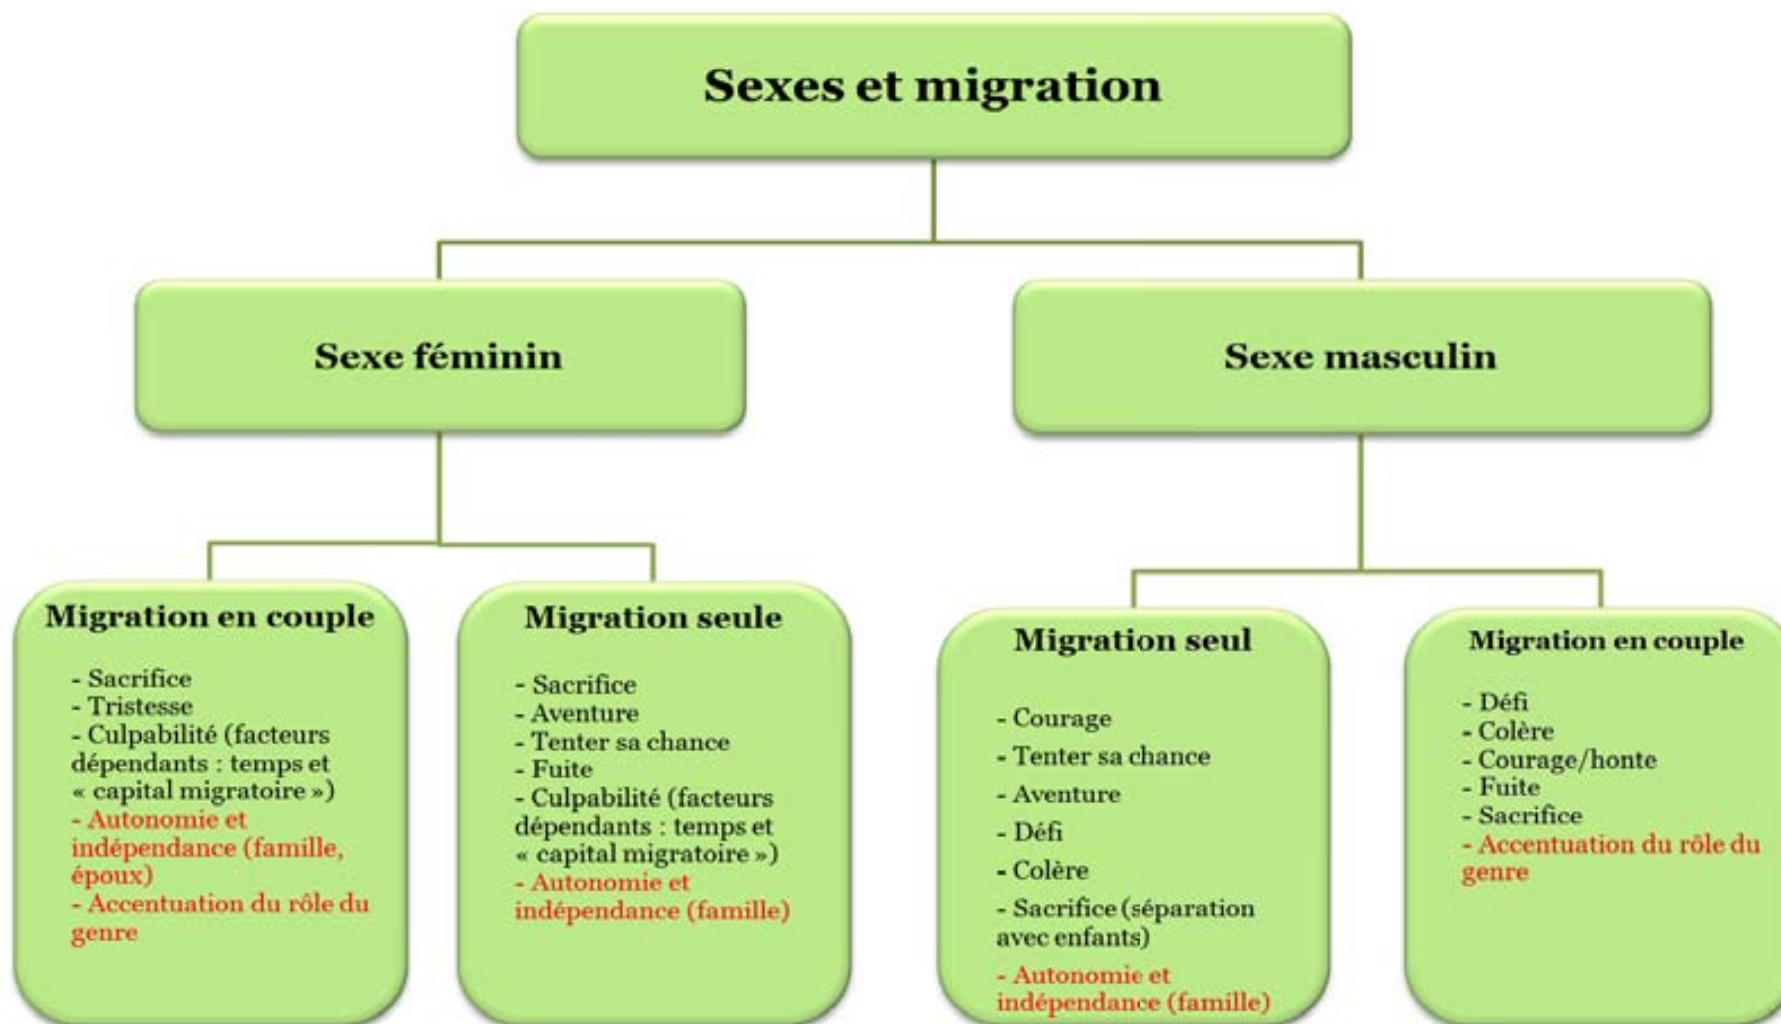 Sexes et migration
Sexe féminin
Sexe masculin
Migration en couple
- Sacrifice
- Tristesse
- Culpabilité (facteurs
dépendants : temps et
« capital migratoire »)
- Autonomie et
indépendance (famille,
époux)
- Accentuation du rôle du
genre
Migration seule
- Sacrifice
- Aventure
- Tenter sa chance
- Fuite
- Culpabilité (facteurs
dépendants : temps et
« capital migratoire »)
- Autonomie et
indépendance (famille)
Migration seul
- Courage
- Tenter sa chance
- Aventure
- Défi
- Colère
- Sacrifice (séparation
avec enfants)
- Autonomie et
indépendance (famille)
Migration en couple
- Défi
- Colère
- Courage/honte
- Fuite
- Sacrifice
- Accentuation du rôle du
genre